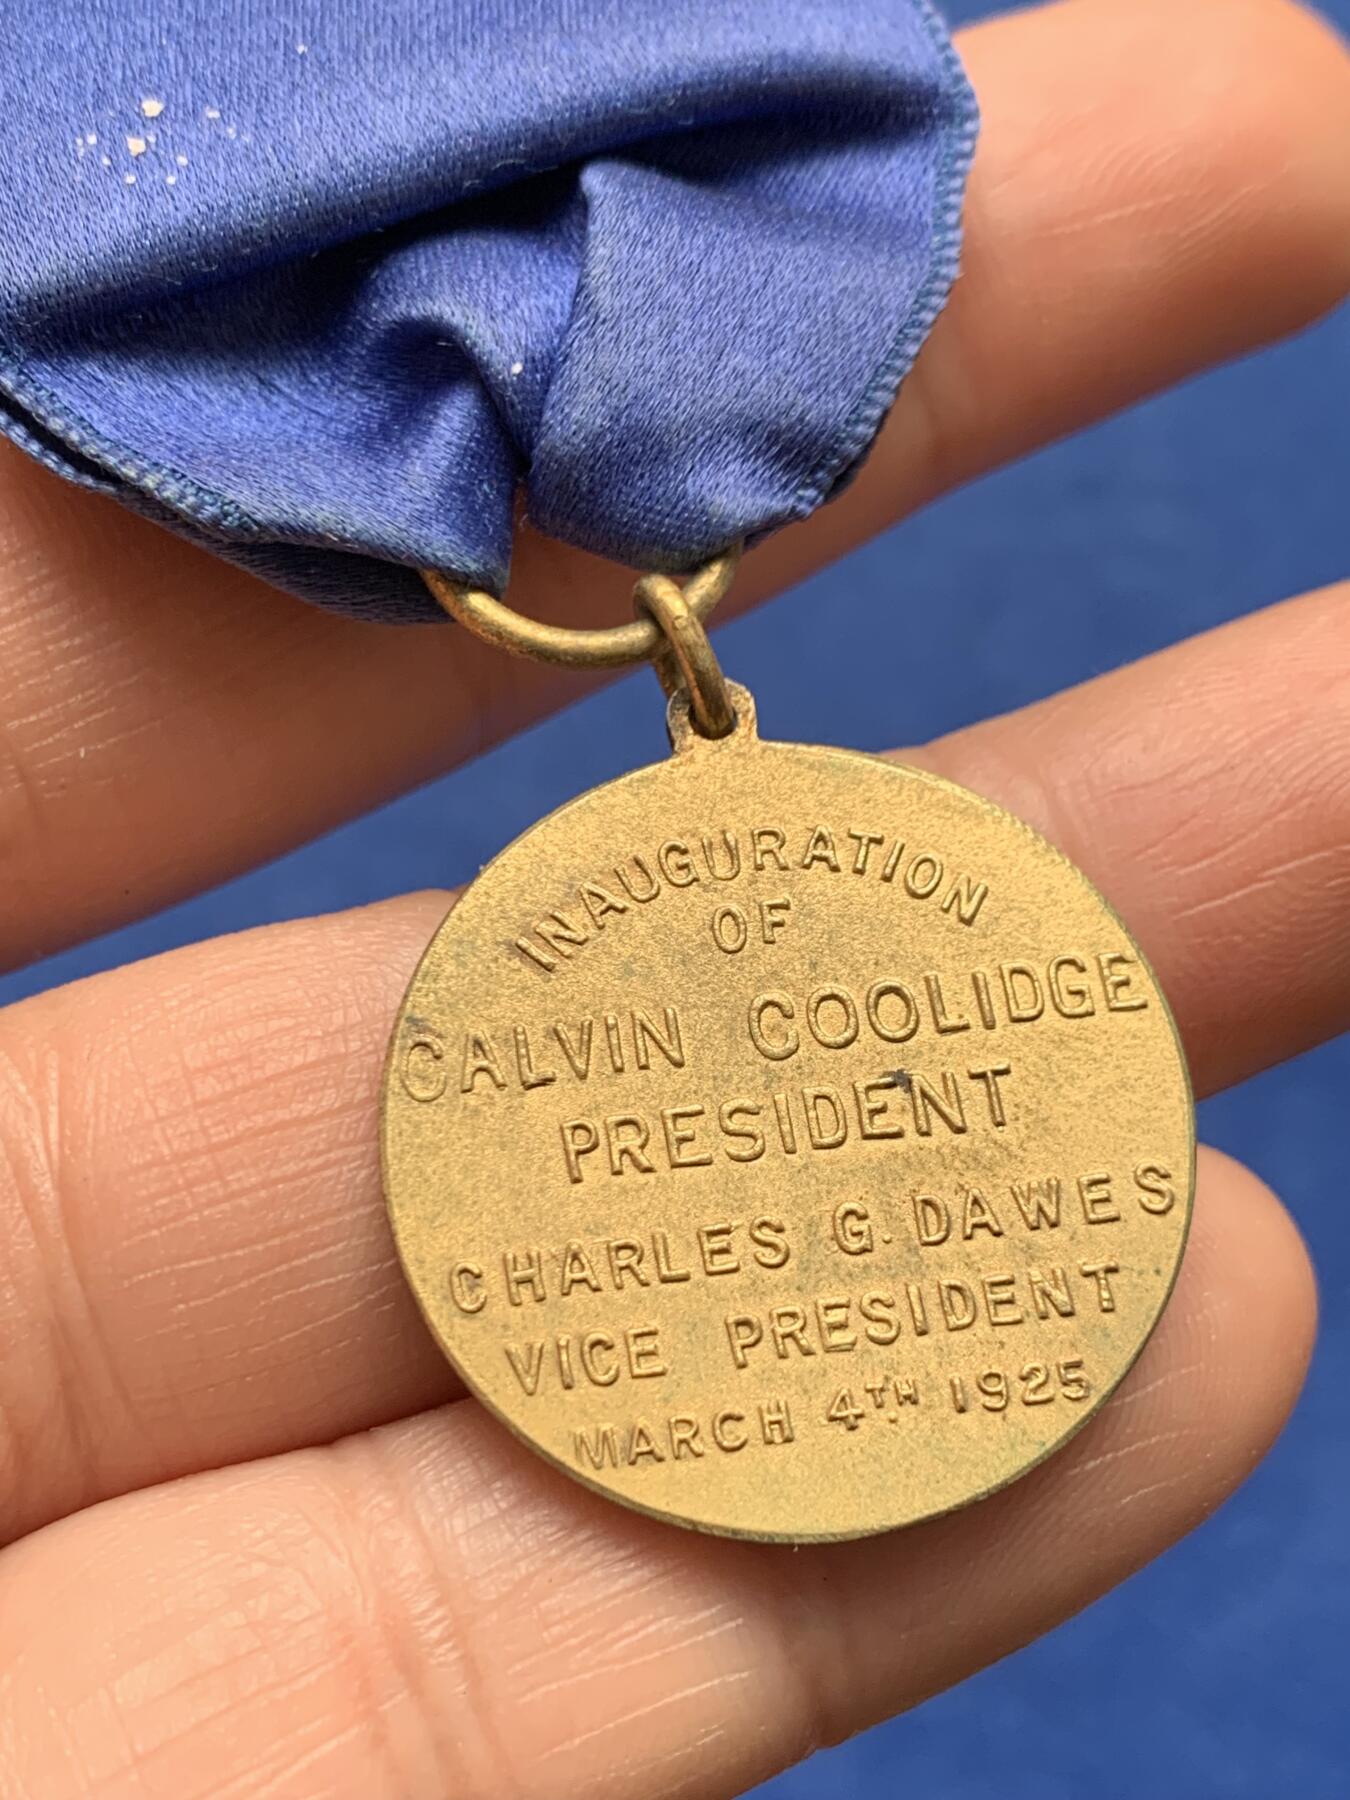 INAUGURATION
OF
CALVIN COOLIDGE
PRESIDENT
CHARLES G. DAWES
VICE PRESIDENT
MARCH 4TH 1925